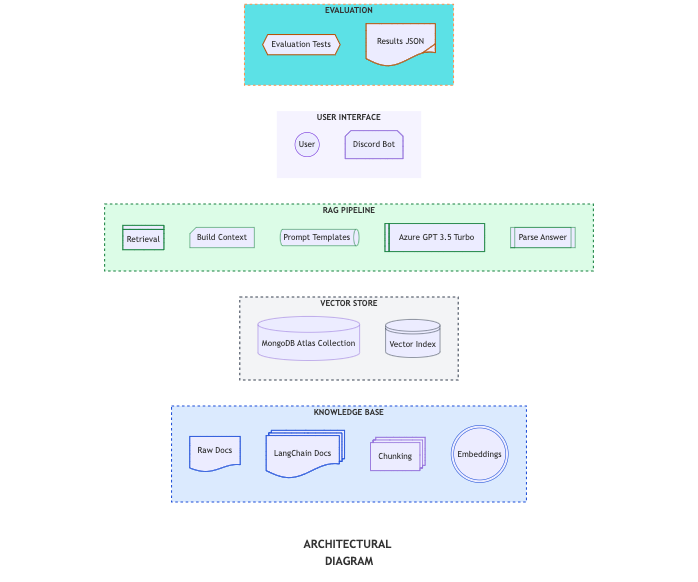 EVALUATION
Evaluation Tests
Results JSON
USER INTERFACE
User
Discord Bot
RAG PIPELINE
Retrieval
Build Context
Prompt Templates
Azure GPT 3.5 Turbo
Parse Answer
VECTOR STORE
MongoDB Atlas Collection
Vector Index
KNOWLEDGE BASE
Raw Docs
LangChain Docs
Chunking
Embeddings
ARCHITECTURAL
DIAGRAM